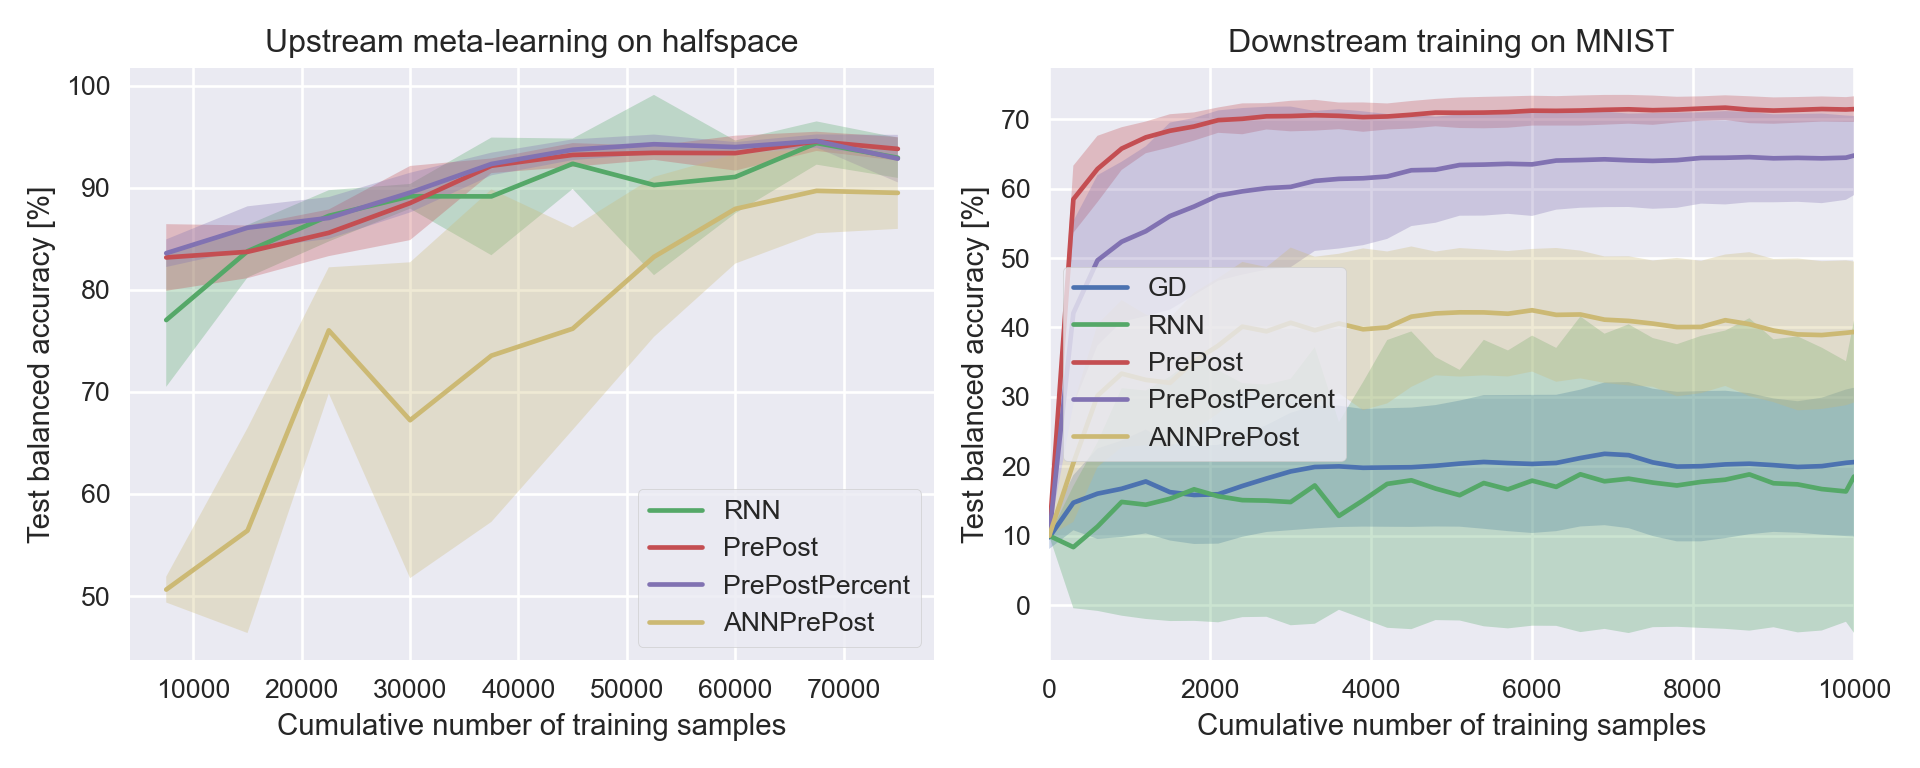 Upstream meta-learning on halfspace
Test balanced accuracy [%]
100
90
80
70
60
50
RNN
PrePost
PrePostPercent
ANNPrePost
10000 20000 30000 40000 50000 60000 70000
Cumulative number of training samples
Downstream training on MNIST
Test balanced accuracy [%]
70
60
50
40
30
20
10
0
GD
RNN
PrePost
PrePostPercent
ANNPrePost
0 2000 4000 6000 8000 10000
Cumulative number of training samples